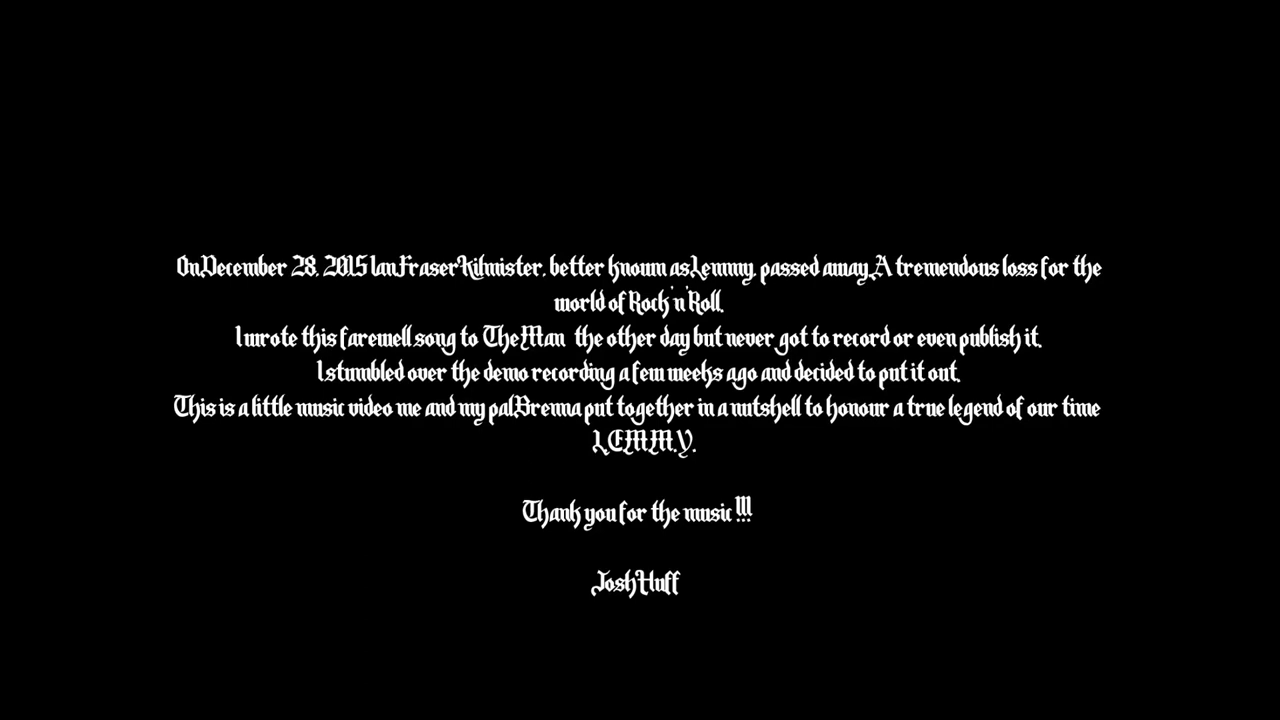 On December 28, 2015 Ian Fraser Kilmister, better known as Lemmy, passed away. A tremendous loss for the
world of Rock'n'Roll.
I wrote this farewell song to The Man the other day but never got to record or even publish it.
I stumbled over the demo recording a few weeks ago and decided to put it out.
This is a little music video me and my pal Brenna put together in a nutshell to honour a true legend of our time
L.E.M.M.Y.
Thank you for the music !!!
Josh Huff